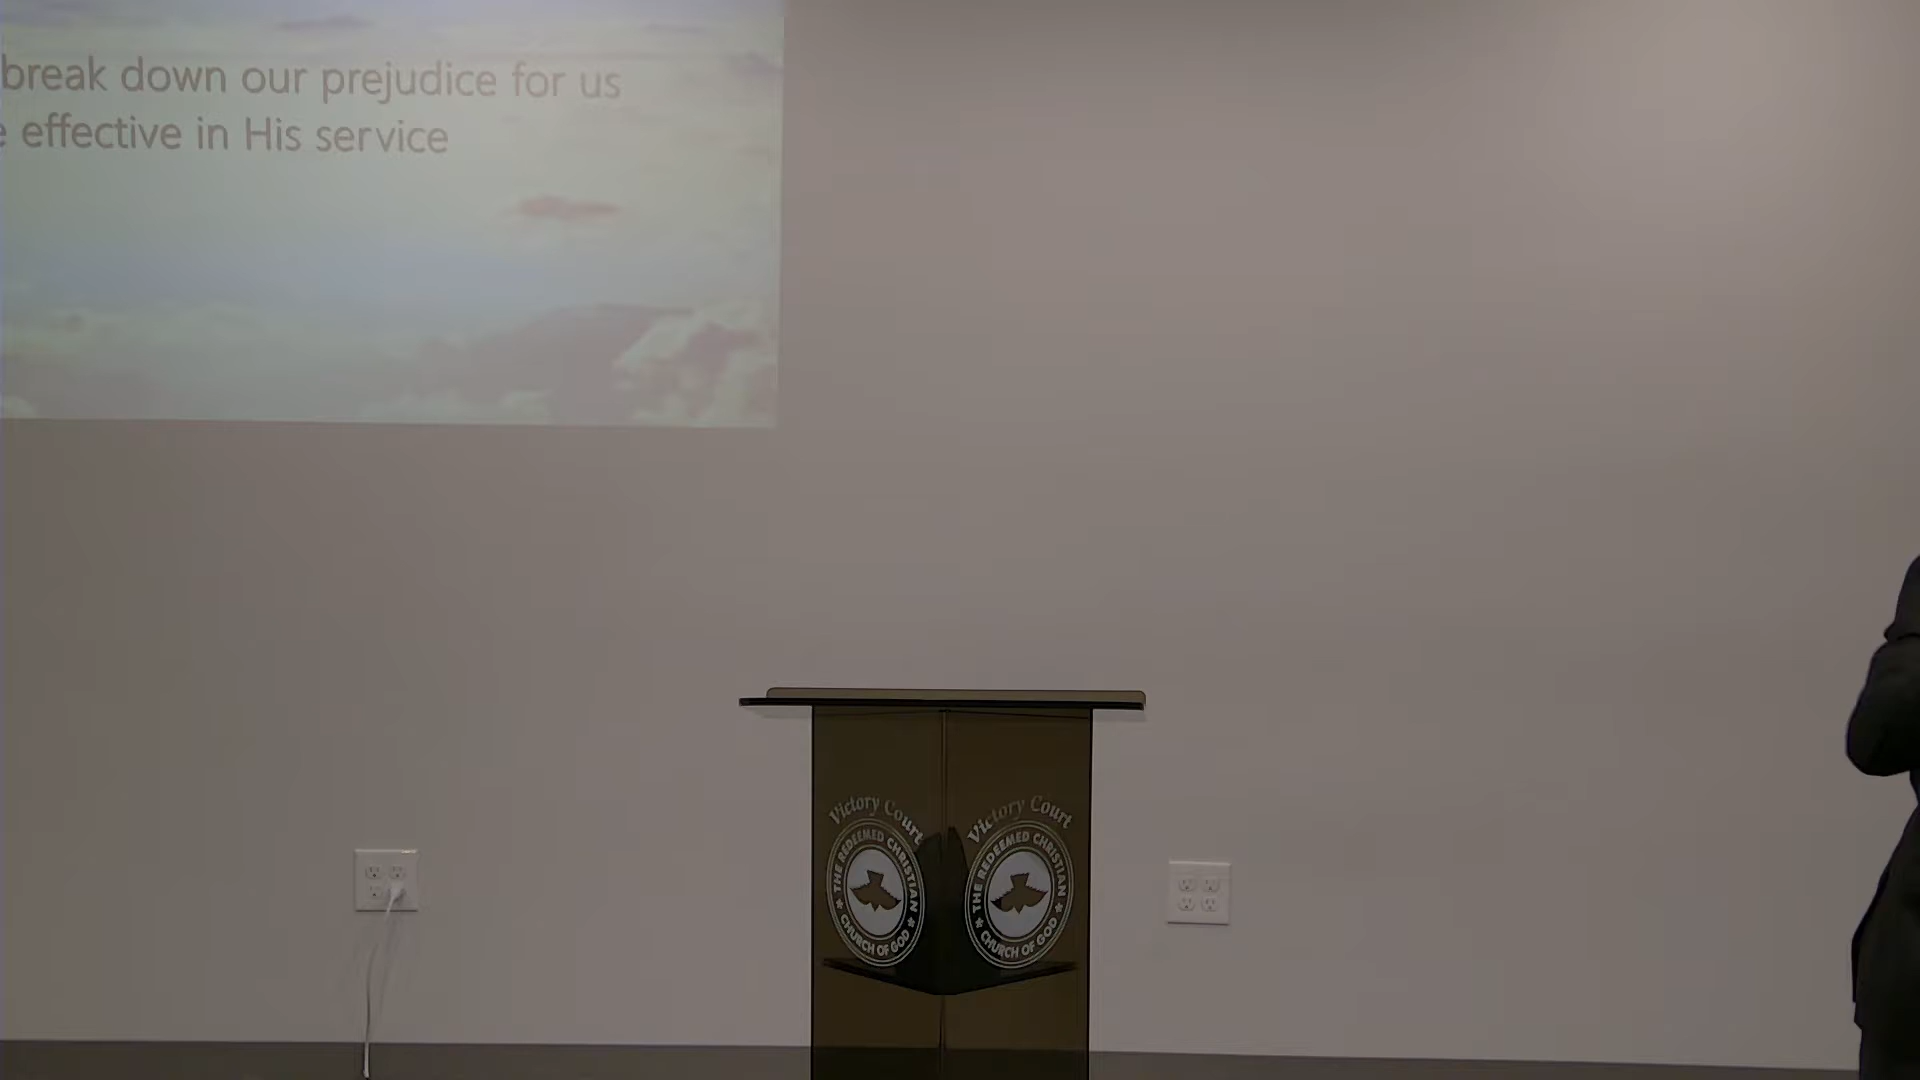 break down our prejudice for us
effective in His service
Victory Court
THE REDEEMED CHRISTIAN
CHURCH OF GOD
Victory Court
THE REDEEMED CHRISTIAN
CHURCH OF GOD